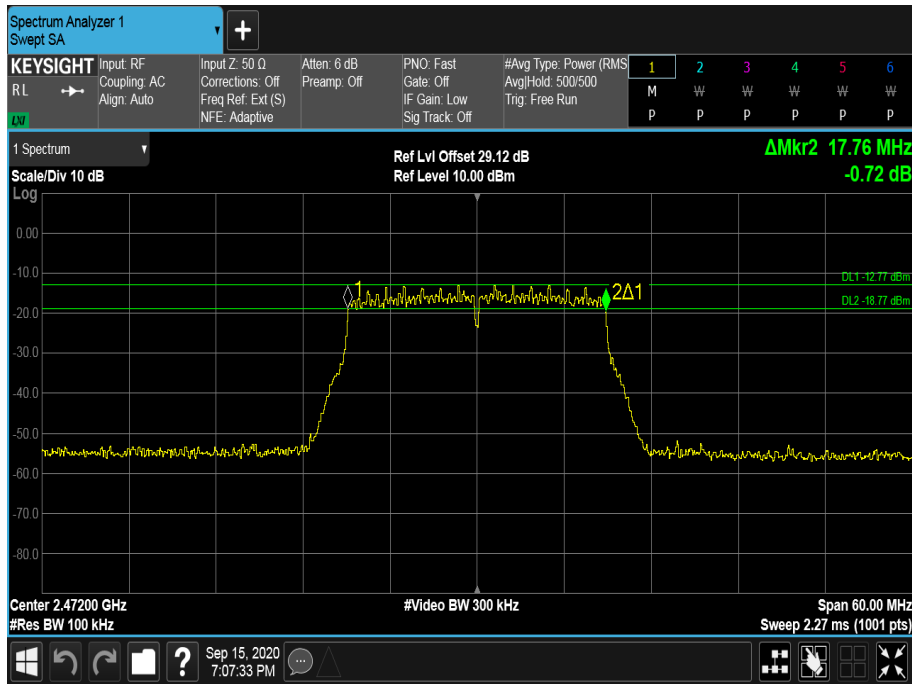 Spectrum Analyzer 1
Swept SA
+
KEYSIGHT Input: RF Input Z: 50 Ω Atten: 6 dB PNO: Fast #Avg Type: Power (RMS 1 2 3 4 5 6
RL Coupling: AC Corrections: Off Preamp: Off Gate: Off Avg|Hold: 500/500 M W W W W W
Align: Auto Freq Ref: Ext (S) IF Gain: Low Trig: Free Run
LXI NFE: Adaptive Sig Track: Off P P P P P P
1 Spectrum
Scale/Div 10 dB
Ref Lvl Offset 29.12 dB
Ref Level 10.00 dBm
ΔMkr2 17.76 MHz
-0.72 dB
Log
0.00
-10.0
DL1 -12.77 dBm
1
2Δ1
DL2 -18.77 dBm
-20.0
-30.0
-40.0
-50.0
-60.0
-70.0
-80.0
Center 2.47200 GHz #Video BW 300 kHz Span 60.00 MHz
#Res BW 100 kHz Sweep 2.27 ms (1001 pts)
? Sep 15, 2020
7:07:33 PM